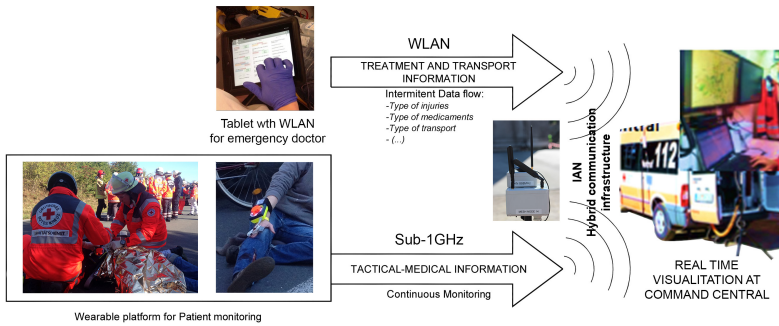 WLAN
TREATMENT AND TRANSPORT
INFORMATION
Intermitent Data flow:
-Type of injuries
-Type of medicaments
-Type of transport
- (...)
Tablet wth WLAN
for emergency doctor
IAN
Hybrid communication
infrastructure
ntral
112
Sub-1GHz
TACTICAL-MEDICAL INFORMATION
Continuous Monitoring
REAL TIME
VISUALITATION AT
COMMAND CENTRAL
Wearable platform for Patient monitoring